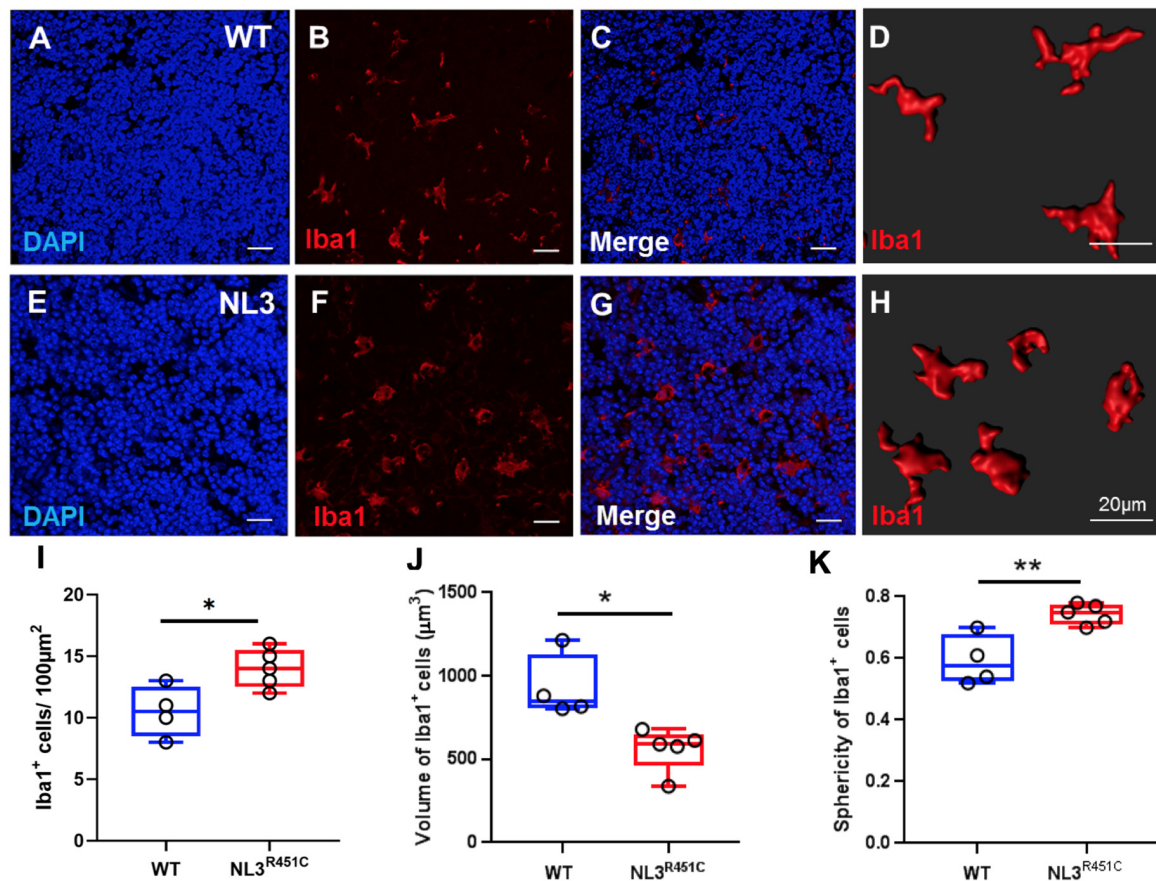 A WT
B
C
D
DAPI
Iba1
Merge
Iba1
E NL3
F
G
H
DAPI
Iba1
Merge
Iba1
20µm
I
J
K
Iba1⁺ cells/ 100µm²
20
15
10
5
0
*
WT
NL3ᴿ⁴⁵¹ᶜ
Volume of Iba1⁺ cells (µm³)
1500
1000
500
0
*
WT
NL3ᴿ⁴⁵¹ᶜ
Sphericity of Iba1⁺ cells
0.8
0.6
0.4
0.2
0.0
**
WT
NL3ᴿ⁴⁵¹ᶜ